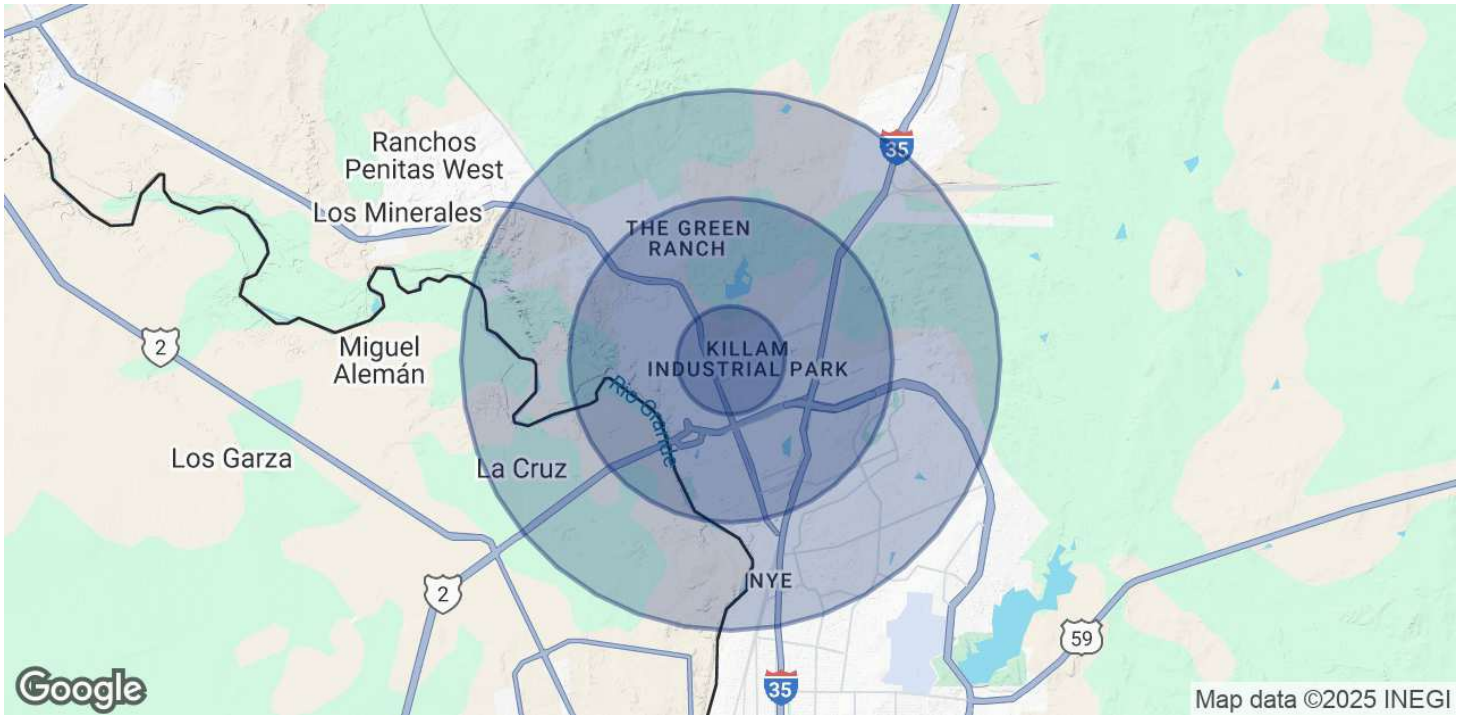 35
Ranchos
Penitas West
Los Minerales
THE GREEN
RANCH
2
Miguel
Alemán
KILLAM
INDUSTRIAL PARK
Rio Grande
Los Garza
La Cruz
2
NYE
59
35
Google
Map data ©2025 INEGI